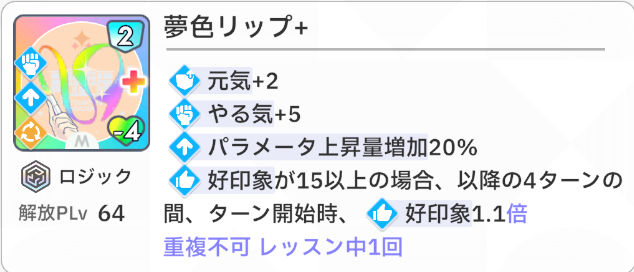 夢色リップ+
2
-4
ロジック
解放PLv 64
元気+2
やる気+5
パラメータ上昇量増加20%
好印象が15以上の場合、以降の4ターンの
間、ターン開始時、好印象1.1倍
重複不可 レッスン中1回